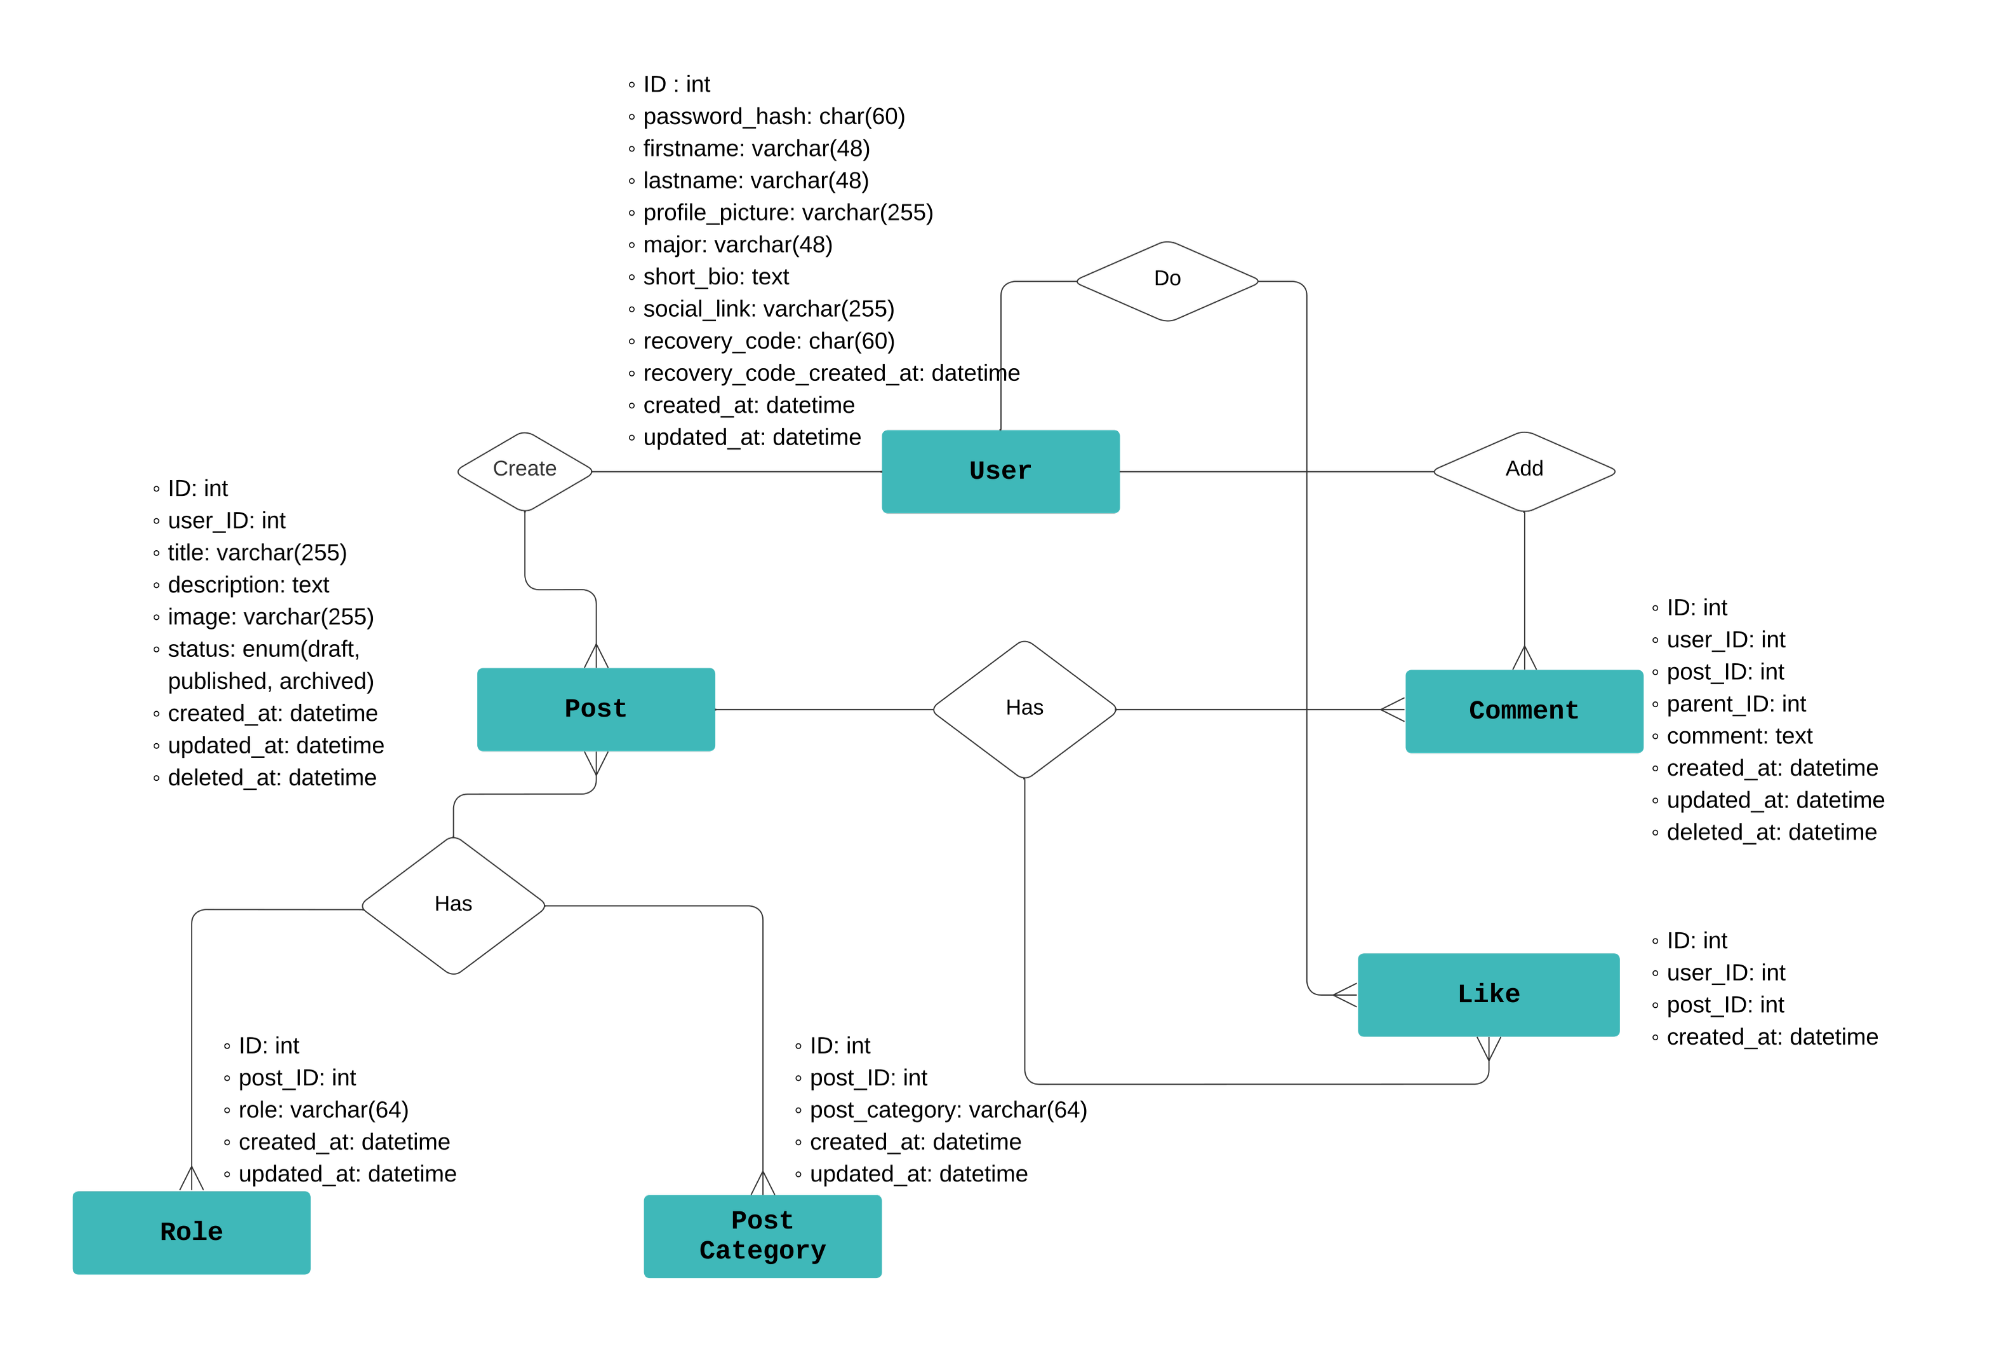 ◦ ID : int
◦ password_hash: char(60)
◦ firstname: varchar(48)
◦ lastname: varchar(48)
◦ profile_picture: varchar(255)
◦ major: varchar(48)
◦ short_bio: text
◦ social_link: varchar(255)
◦ recovery_code: char(60)
◦ recovery_code_created_at: datetime
◦ created_at: datetime
◦ updated_at: datetime
Do
Create
User
Add
◦ ID: int
◦ user_ID: int
◦ title: varchar(255)
◦ description: text
◦ image: varchar(255)
◦ status: enum(draft,
published, archived)
◦ created_at: datetime
◦ updated_at: datetime
◦ deleted_at: datetime
Post
Has
Comment
◦ ID: int
◦ user_ID: int
◦ post_ID: int
◦ parent_ID: int
◦ comment: text
◦ created_at: datetime
◦ updated_at: datetime
◦ deleted_at: datetime
Has
Like
◦ ID: int
◦ user_ID: int
◦ post_ID: int
◦ created_at: datetime
◦ ID: int
◦ post_ID: int
◦ role: varchar(64)
◦ created_at: datetime
◦ updated_at: datetime
Role
◦ ID: int
◦ post_ID: int
◦ post_category: varchar(64)
◦ created_at: datetime
◦ updated_at: datetime
Post
Category